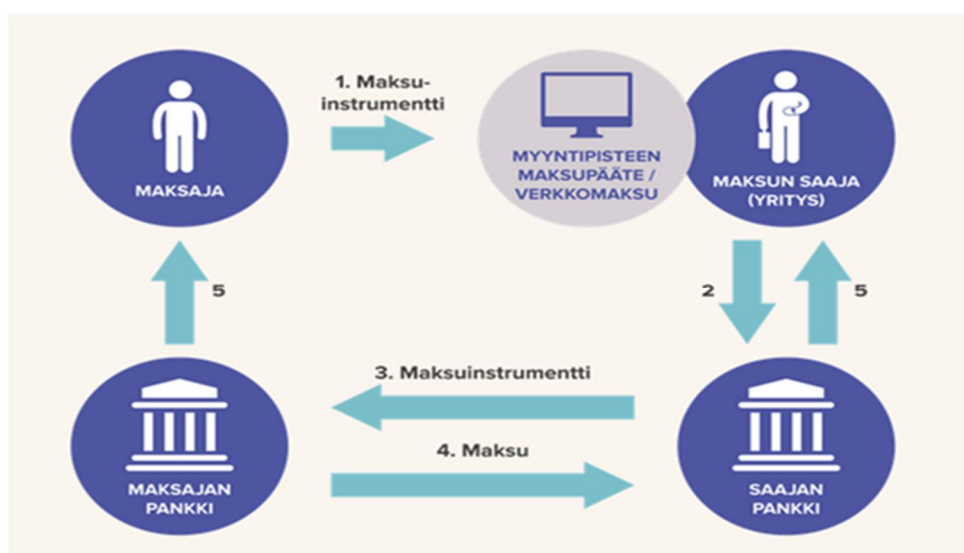 1. Maksu-
instrumentti
MAKSAJA
MYYNTIPISTEEN
MAKSUPÄÄTE /
VERKKOMAKSU
MAKSUN SAAJA
(YRITYS)
5
2
5
3. Maksuinstrumentti
4. Maksu
MAKSAJAN
PANKKI
SAAJAN
PANKKI